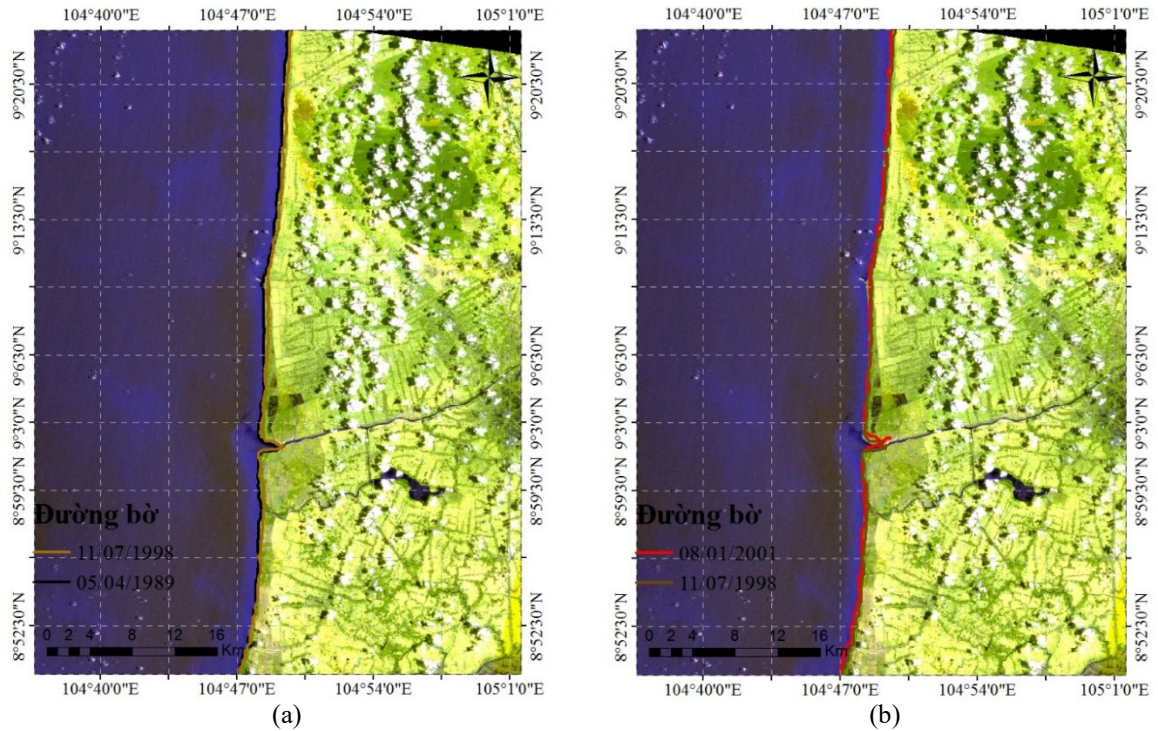 104°40'0"E 104°47'0"E 104°54'0"E 105°1'0"E
9°20'30"N
9°13'30"N
9°6'30"N
9°3'0"N
8°59'30"N
8°52'30"N
Đường bờ
11/07/1998
05/04/1989
0 2 4 8 12 16
Km
104°40'0"E 104°47'0"E 104°54'0"E 105°1'0"E
9°20'30"N
9°13'30"N
9°6'30"N
9°3'0"N
8°59'30"N
8°52'30"N
(a)
104°40'0"E 104°47'0"E 104°54'0"E 105°1'0"E
9°20'30"N
9°13'30"N
9°6'30"N
9°3'0"N
8°59'30"N
8°52'30"N
Đường bờ
08/01/2001
11/07/1998
0 2 4 8 12 16
Km
104°40'0"E 104°47'0"E 104°54'0"E 105°1'0"E
9°20'30"N
9°13'30"N
9°6'30"N
9°3'0"N
8°59'30"N
8°52'30"N
(b)